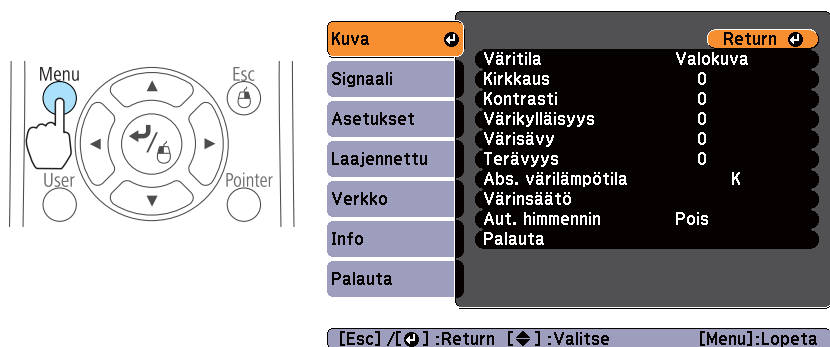 Menu
Esc
User
Pointer
Kuva
Signaali
Asetukset
Laajennettu
Verkko
Info
Palauta
Return
Väritila Valokuva
Kirkkaus 0
Kontrasti 0
Värikylläisyys 0
Värisävy 0
Terävyys 0
Abs. värilämpötila K
Värinsäätö
Aut. himmennin Pois
Palauta
[Esc] /[ ] :Return [ ] :Valitse [Menu]:Lopeta